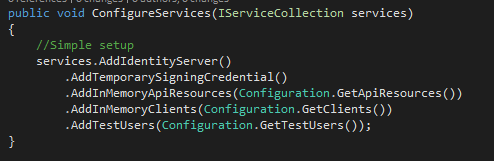 public void ConfigureServices(IServiceCollection services)
{
//Simple setup
services.AddIdentityServer()
.AddTemporarySigningCredential()
.AddInMemoryApiResources(Configuration.GetApiResources())
.AddInMemoryClients(Configuration.GetClients())
.AddTestUsers(Configuration.GetTestUsers());
}